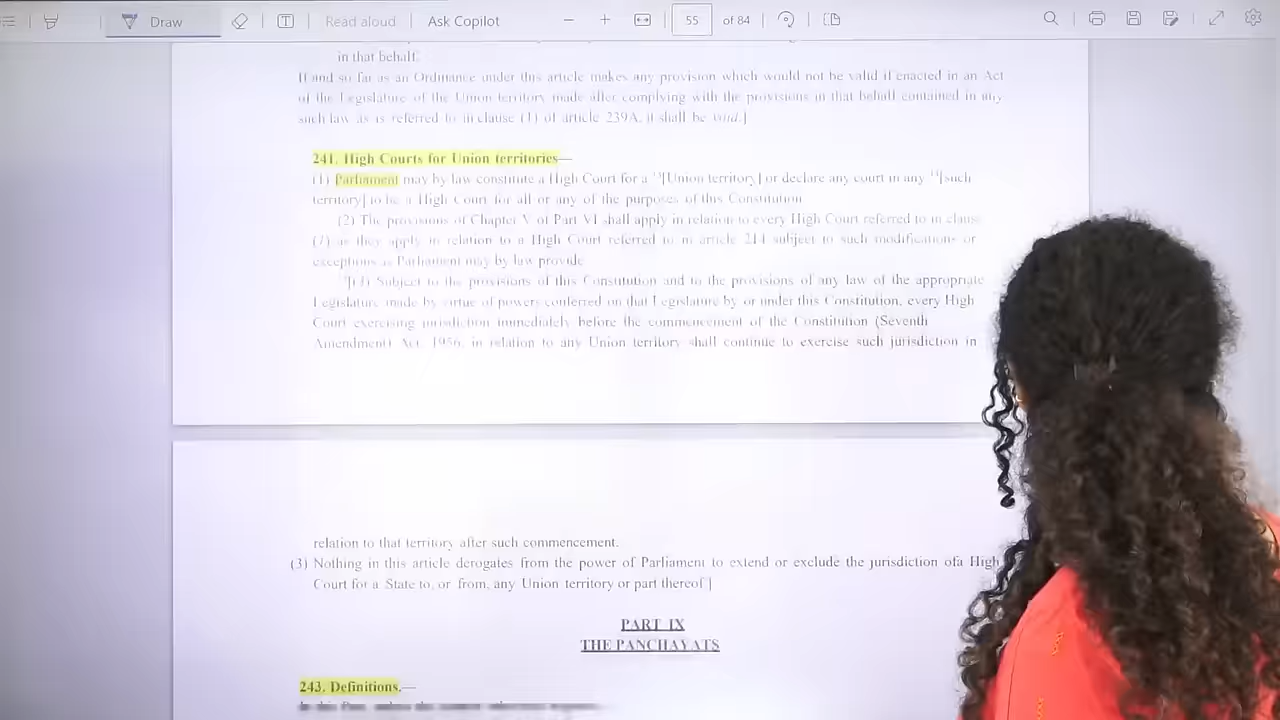 Draw
Read aloud
Ask Copilot
55 of 84
in that behalf.
If and so far as an Ordinance under this article makes any provision which would not be valid if enacted in an Act
of the Legislature of the Union territory made after complying with the provisions in that behalf contained in any
such law as is referred to in clause (1) of article 239A, it shall be void.]
241. High Courts for Union territories—
(1) Parliament may by law constitute a High Court for a [Union territory] or declare any court in any [such
territory] to be a High Court for all or any of the purposes of this Constitution
(2) The provisions of Chapter V of Part VI shall apply in relation to every High Court referred to in clause
as they apply in relation to a High Court referred to in article 214 subject to such modifications or
exceptions as Parliament may by law provide
Subject to the provisions of this Constitution and to the provisions of any law of the appropriate
Legislature made by virtue of powers conferred on that Legislature by or under this Constitution, every High
Court exercising jurisdiction immediately before the commencement of the Constitution (Seventh
Amendment) Act, 1956, in relation to any Union territory shall continue to exercise such jurisdiction in
relation to that territory after such commencement.
(3) Nothing in this article derogates from the power of Parliament to extend or exclude the jurisdiction ofa High
Court for a State to, or from, any Union territory or part thereof]
PART IX
THE PANCHAYATS
243. Definitions.—